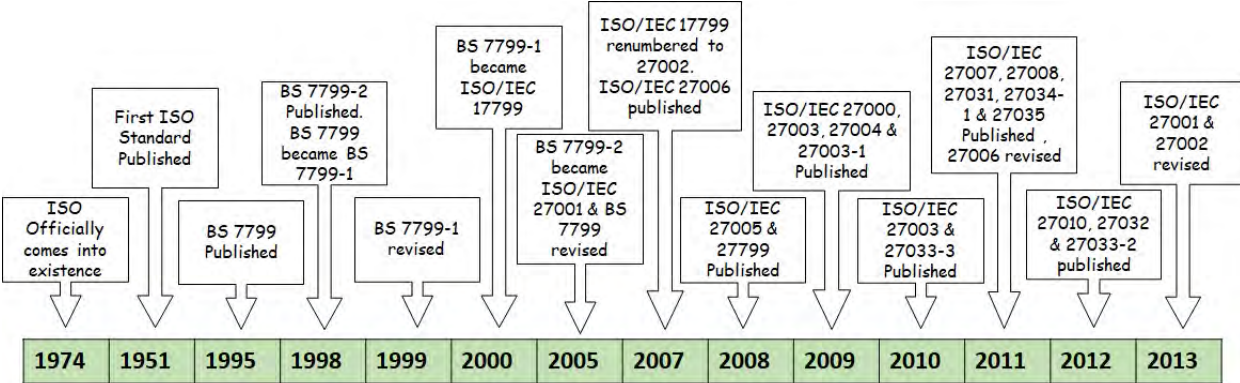 ISO
Officially
comes into
existence
First ISO
Standard
Published
BS 7799
Published
BS 7799-2
Published.
BS 7799
became BS
7799-1
BS 7799-1
revised
BS 7799-1
became
ISO/IEC
17799
BS 7799-2
became
ISO/IEC
27001 & BS
7799
revised
ISO/IEC 17799
renumbered to
27002.
ISO/IEC 27006
published
ISO/IEC
27005 &
27799
Published
ISO/IEC 27000,
27003, 27004 &
27003-1
Published
ISO/IEC
27003 &
27033-3
Published
ISO/IEC
27007, 27008,
27031, 27034-
1 & 27035
Published ,
27006 revised
ISO/IEC
27010, 27032
& 27033-2
published
ISO/IEC
27001 &
27002
revised
1974 1951 1995 1998 1999 2000 2005 2007 2008 2009 2010 2011 2012 2013